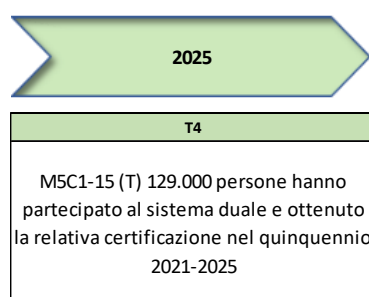 2025
T4
M5C1-15 (T) 129.000 persone hanno
partecipato al sistema duale e ottenuto
la relativa certificazione nel quinquennio
2021-2025